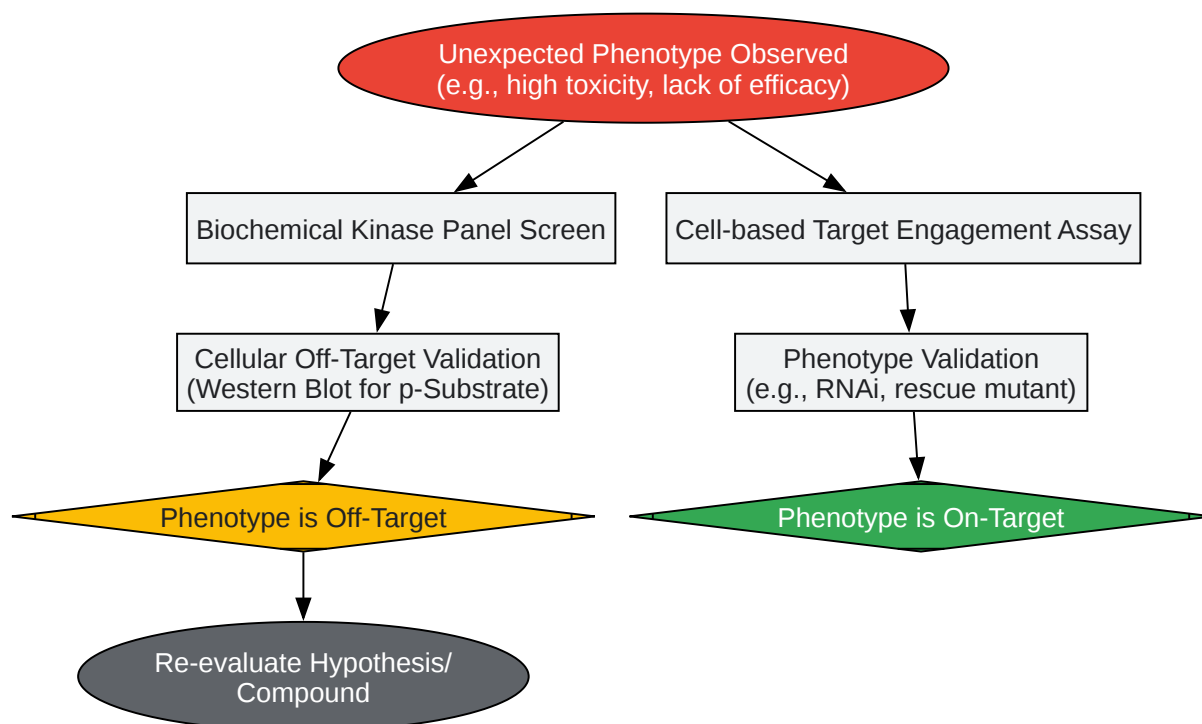 Unexpected Phenotype Observed
(e.g., high toxicity, lack of efficacy)
Biochemical Kinase Panel Screen
Cell-based Target Engagement Assay
Cellular Off-Target Validation
(Western Blot for p-Substrate)
Phenotype Validation
(e.g., RNAi, rescue mutant)
Phenotype is Off-Target
Phenotype is On-Target
Re-evaluate Hypothesis/
Compound